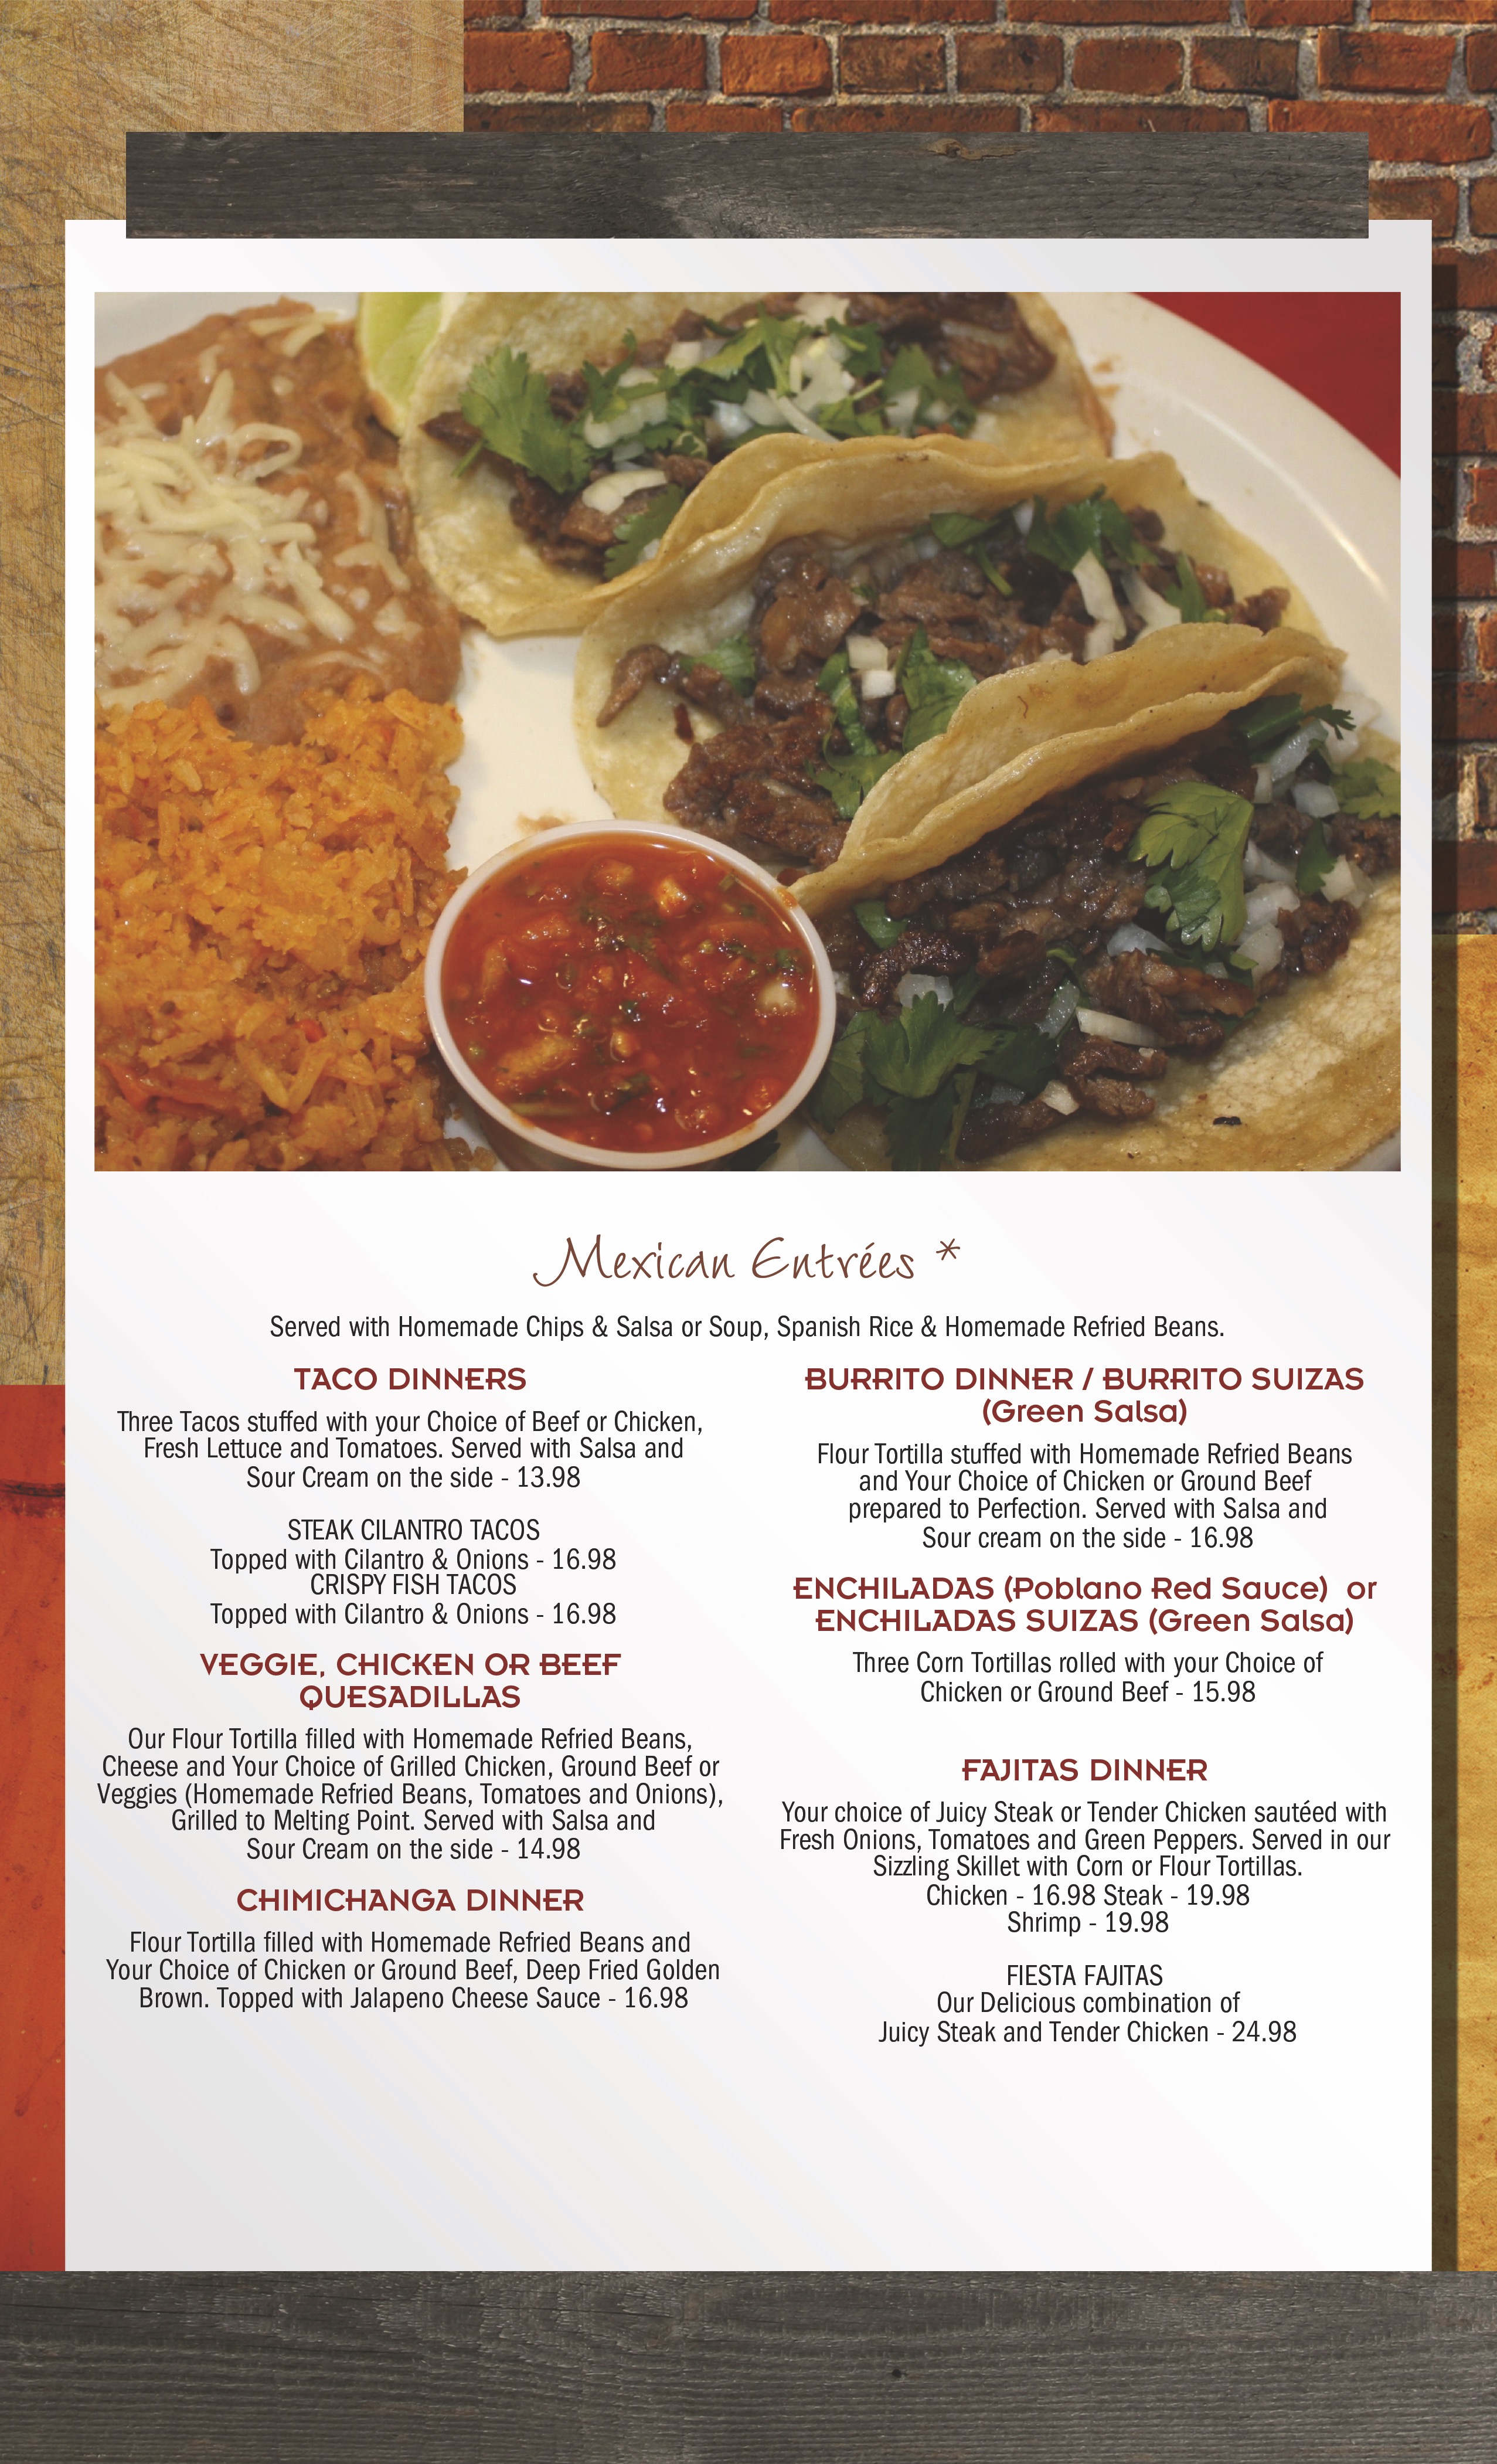 Mexican Entrées *
Served with Homemade Chips & Salsa or Soup, Spanish Rice & Homemade Refried Beans.
TACO DINNERS
Three Tacos stuffed with your Choice of Beef or Chicken,
Fresh Lettuce and Tomatoes. Served with Salsa and
Sour Cream on the side - 13.98
STEAK CILANTRO TACOS
Topped with Cilantro & Onions - 16.98
CRISPY FISH TACOS
Topped with Cilantro & Onions - 16.98
VEGGIE, CHICKEN OR BEEF
QUESADILLAS
Our Flour Tortilla filled with Homemade Refried Beans,
Cheese and Your Choice of Grilled Chicken, Ground Beef or
Veggies (Homemade Refried Beans, Tomatoes and Onions),
Grilled to Melting Point. Served with Salsa and
Sour Cream on the side - 14.98
CHIMICHANGA DINNER
Flour Tortilla filled with Homemade Refried Beans and
Your Choice of Chicken or Ground Beef, Deep Fried Golden
Brown. Topped with Jalapeno Cheese Sauce - 16.98
BURRITO DINNER / BURRITO SUIZAS
(Green Salsa)
Flour Tortilla stuffed with Homemade Refried Beans
and Your Choice of Chicken or Ground Beef
prepared to Perfection. Served with Salsa and
Sour cream on the side - 16.98
ENCHILADAS (Poblano Red Sauce) or
ENCHILADAS SUIZAS (Green Salsa)
Three Corn Tortillas rolled with your Choice of
Chicken or Ground Beef - 15.98
FAJITAS DINNER
Your choice of Juicy Steak or Tender Chicken sautéed with
Fresh Onions, Tomatoes and Green Peppers. Served in our
Sizzling Skillet with Corn or Flour Tortillas.
Chicken - 16.98 Steak - 19.98
Shrimp - 19.98
FIESTA FAJITAS
Our Delicious combination of
Juicy Steak and Tender Chicken - 24.98